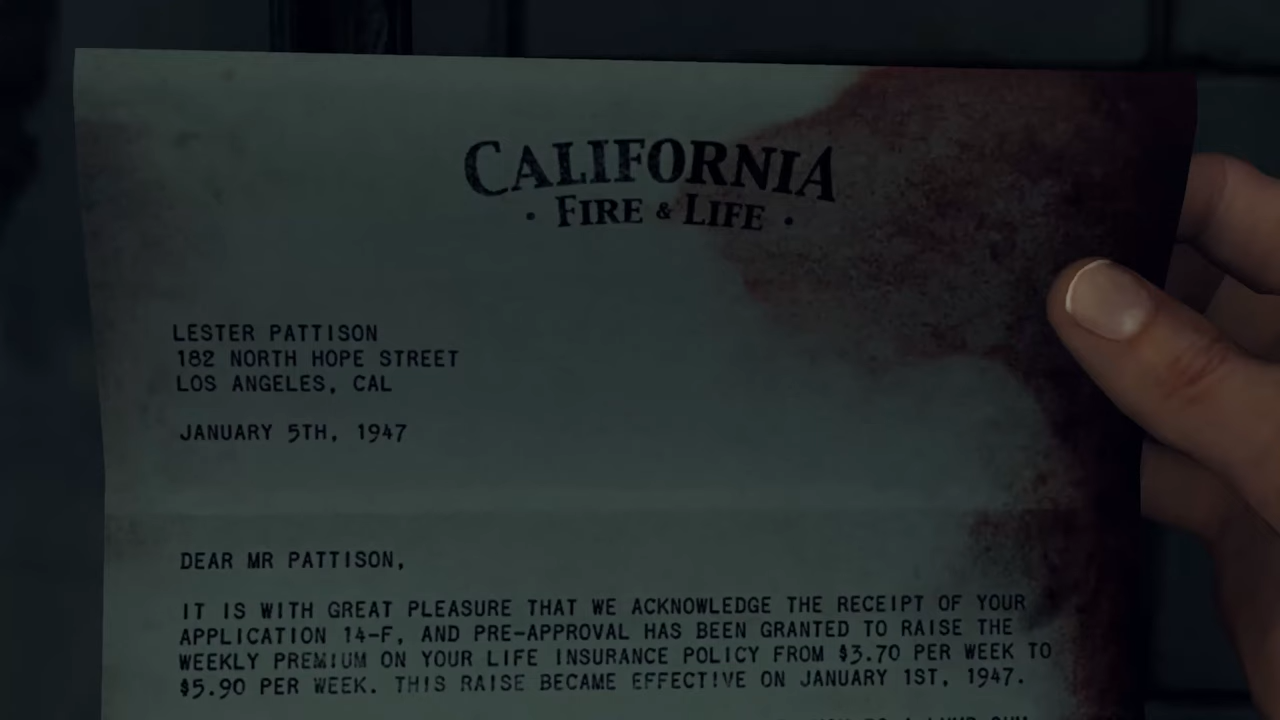 CALIFORNIA
· FIRE & LIFE ·
LESTER PATTISON
182 NORTH HOPE STREET
LOS ANGELES, CAL
JANUARY 5TH, 1947
DEAR MR PATTISON,
IT IS WITH GREAT PLEASURE THAT WE ACKNOWLEDGE THE RECEIPT OF YOUR
APPLICATION 14-F, AND PRE-APPROVAL HAS BEEN GRANTED TO RAISE THE
WEEKLY PREMIUM ON YOUR LIFE INSURANCE POLICY FROM $3.70 PER WEEK TO
$5.90 PER WEEK. THIS RAISE BECAME EFFECTIVE ON JANUARY 1ST, 1947.